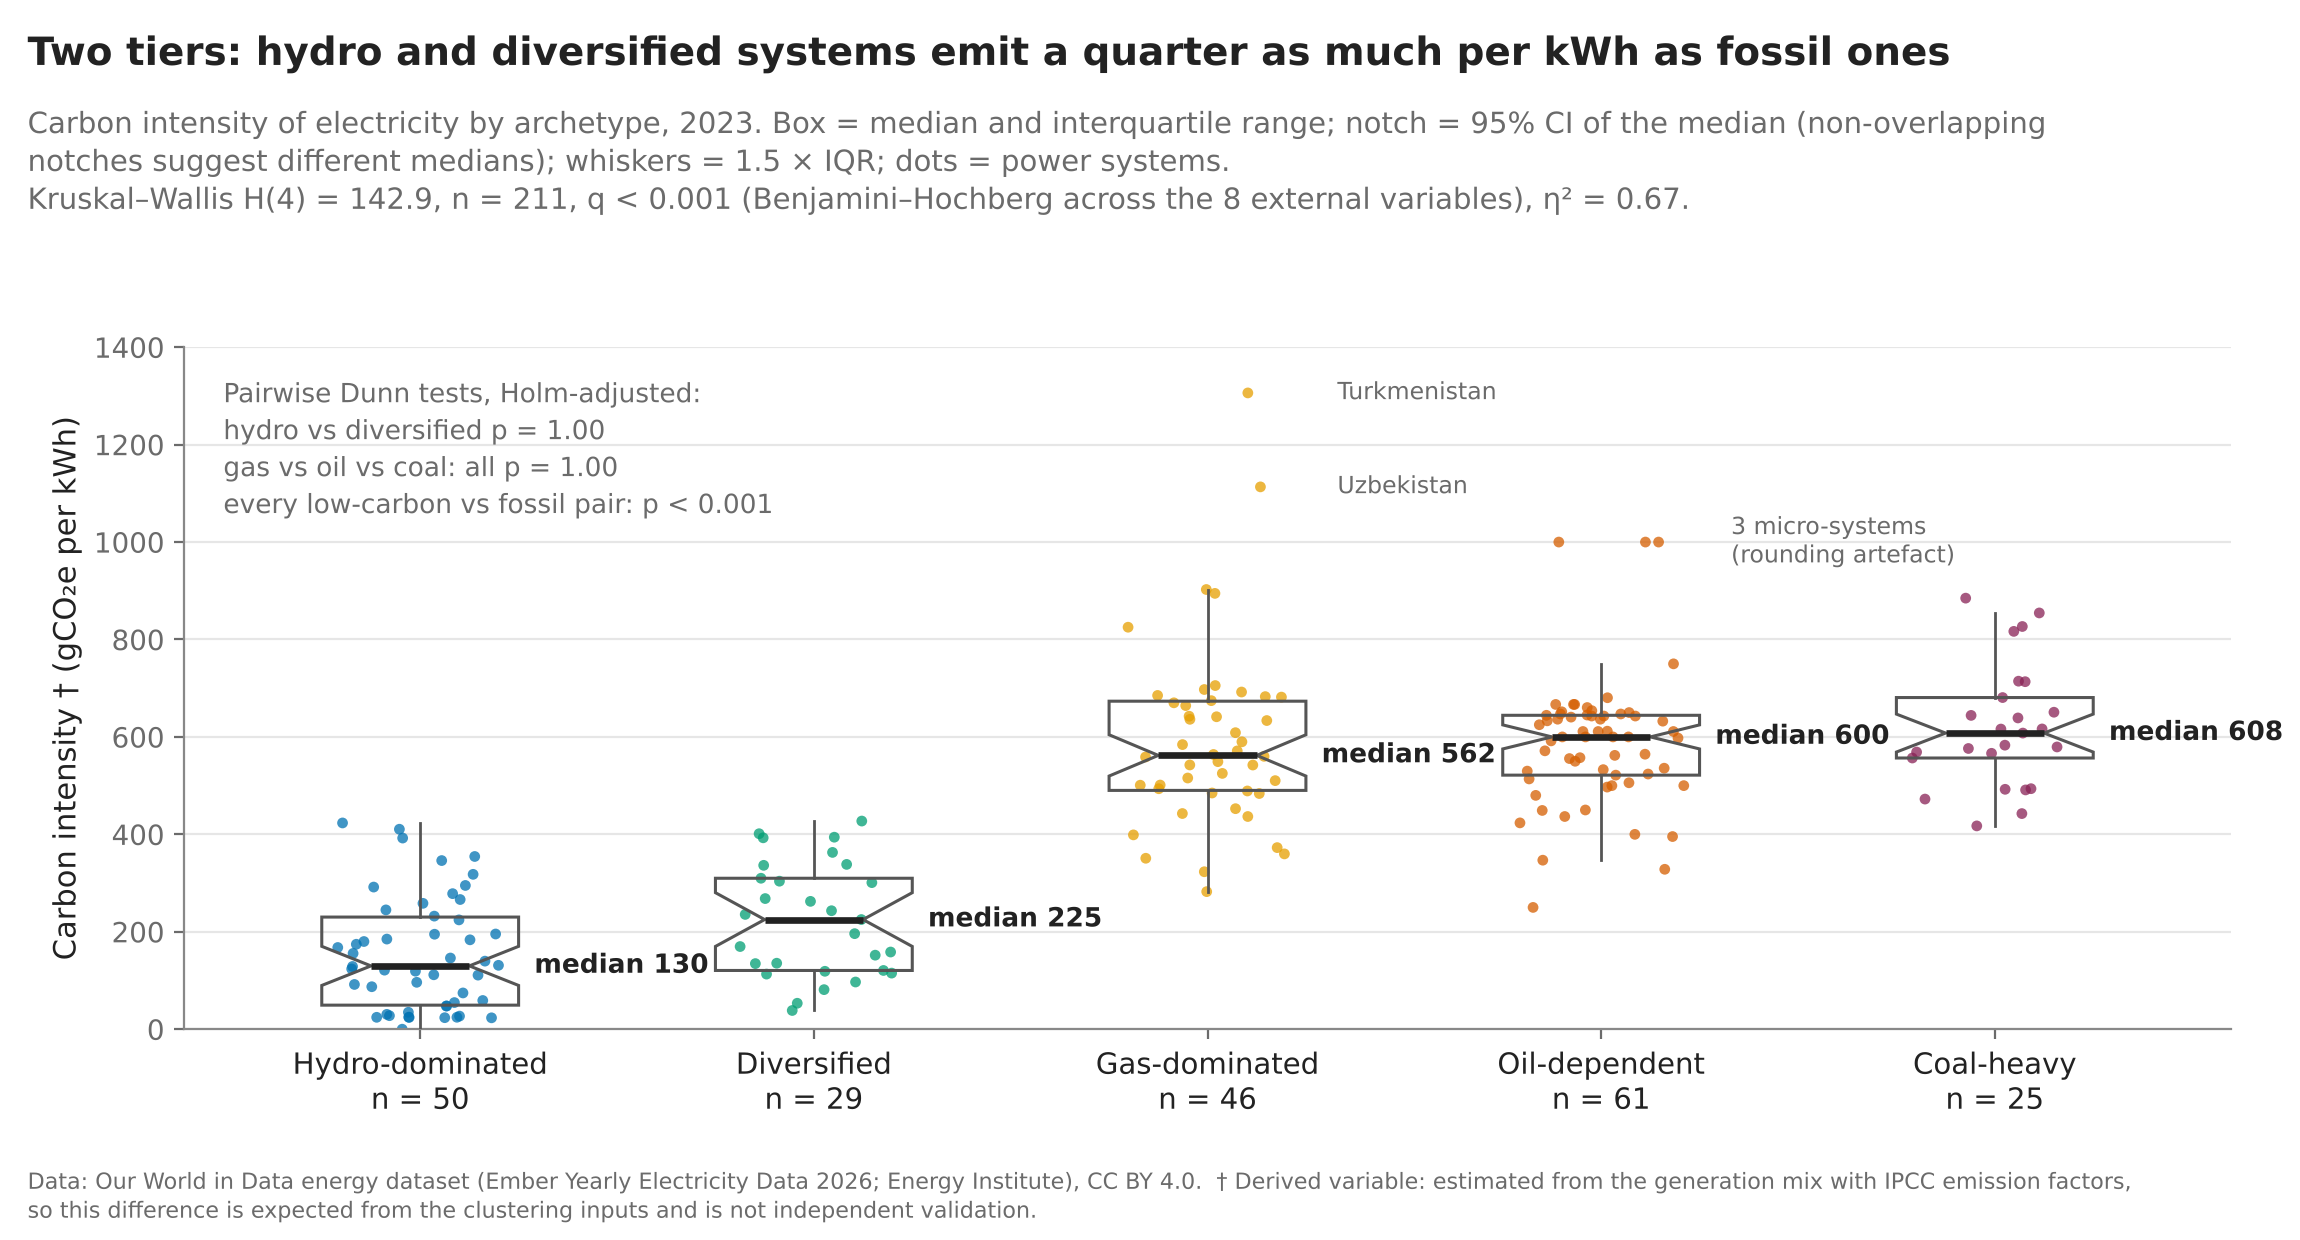 Two tiers: hydro and diversified systems emit a quarter as much per kWh as fossil ones
Carbon intensity of electricity by archetype, 2023. Box = median and interquartile range; notch = 95% CI of the median (non-overlapping
notches suggest different medians); whiskers = 1.5 × IQR; dots = power systems.
Kruskal–Wallis H(4) = 142.9, n = 211, q < 0.001 (Benjamini–Hochberg across the 8 external variables), η² = 0.67.
Carbon intensity † (gCO₂e per kWh)
1400
1200
1000
800
600
400
200
0
Pairwise Dunn tests, Holm-adjusted:
hydro vs diversified p = 1.00
gas vs oil vs coal: all p = 1.00
every low-carbon vs fossil pair: p < 0.001
Turkmenistan
Uzbekistan
3 micro-systems
(rounding artefact)
median 130
median 225
median 562
median 600
median 608
Hydro-dominated
n = 50
Diversified
n = 29
Gas-dominated
n = 46
Oil-dependent
n = 61
Coal-heavy
n = 25
Data: Our World in Data energy dataset (Ember Yearly Electricity Data 2026; Energy Institute), CC BY 4.0.  † Derived variable: estimated from the generation mix with IPCC emission factors,
so this difference is expected from the clustering inputs and is not independent validation.